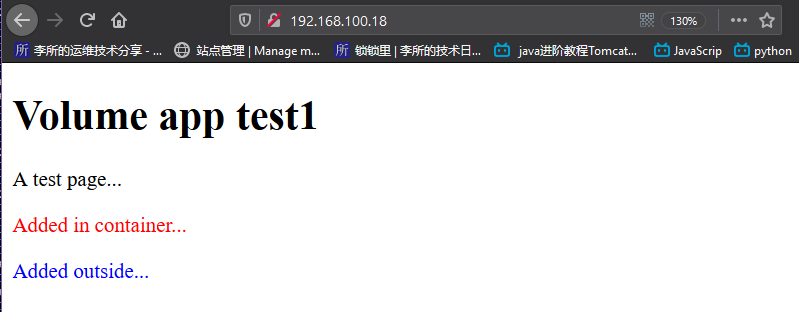 192.168.100.18
130%
李所的运维技术分享 - ...
站点管理 | Manage m...
锁锁里 | 李所的技术日...
java进阶教程Tomcat...
JavaScrip
python
Volume app test1
A test page...
Added in container...
Added outside...